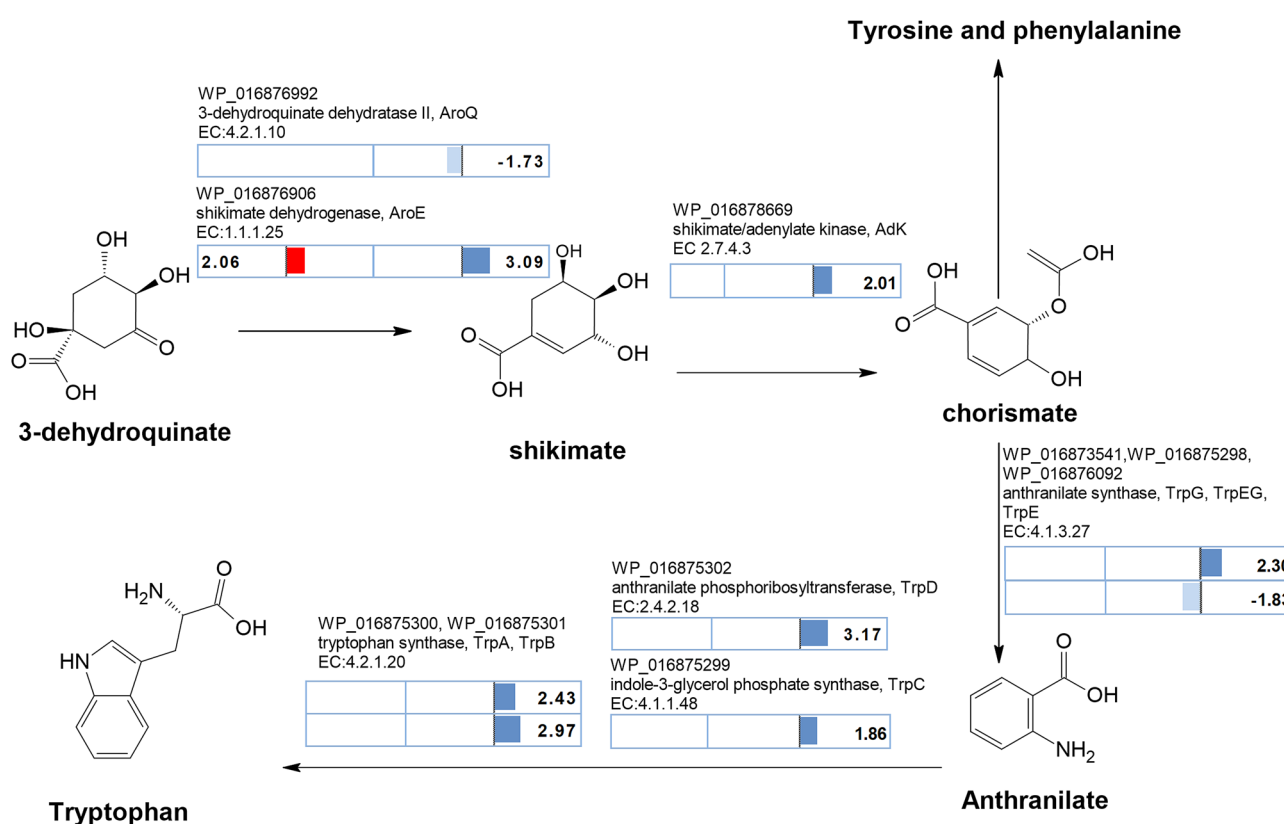 Tyrosine and phenylalanine
WP_016876992
3-dehydroquinate dehydratase II, AroQ
EC:4.2.1.10
-1.73
WP_016876906
shikimate dehydrogenase, AroE
EC:1.1.1.25
2.06 3.09
WP_016878669
shikimate/adenylate kinase, AdK
EC 2.7.4.3
2.01
OH
OH
HO
O
O
OH
3-dehydroquinate
OH
OH
O
OH
OH
shikimate
OH
OH
O
O
OH
chorismate
WP_016873541,WP_016875298,
WP_016876092
anthranilate synthase, TrpG, TrpEG,
TrpE
EC:4.1.3.27
-1.83
WP_016875302
anthranilate phosphoribosyltransferase, TrpD
EC:2.4.2.18
3.17
WP_016875299
indole-3-glycerol phosphate synthase, TrpC
EC:4.1.1.48
1.86
WP_016875300, WP_016875301
tryptophan synthase, TrpA, TrpB
EC:4.2.1.20
2.43
2.97
O
H2N
OH
HN
Tryptophan
O
OH
NH2
Anthranilate